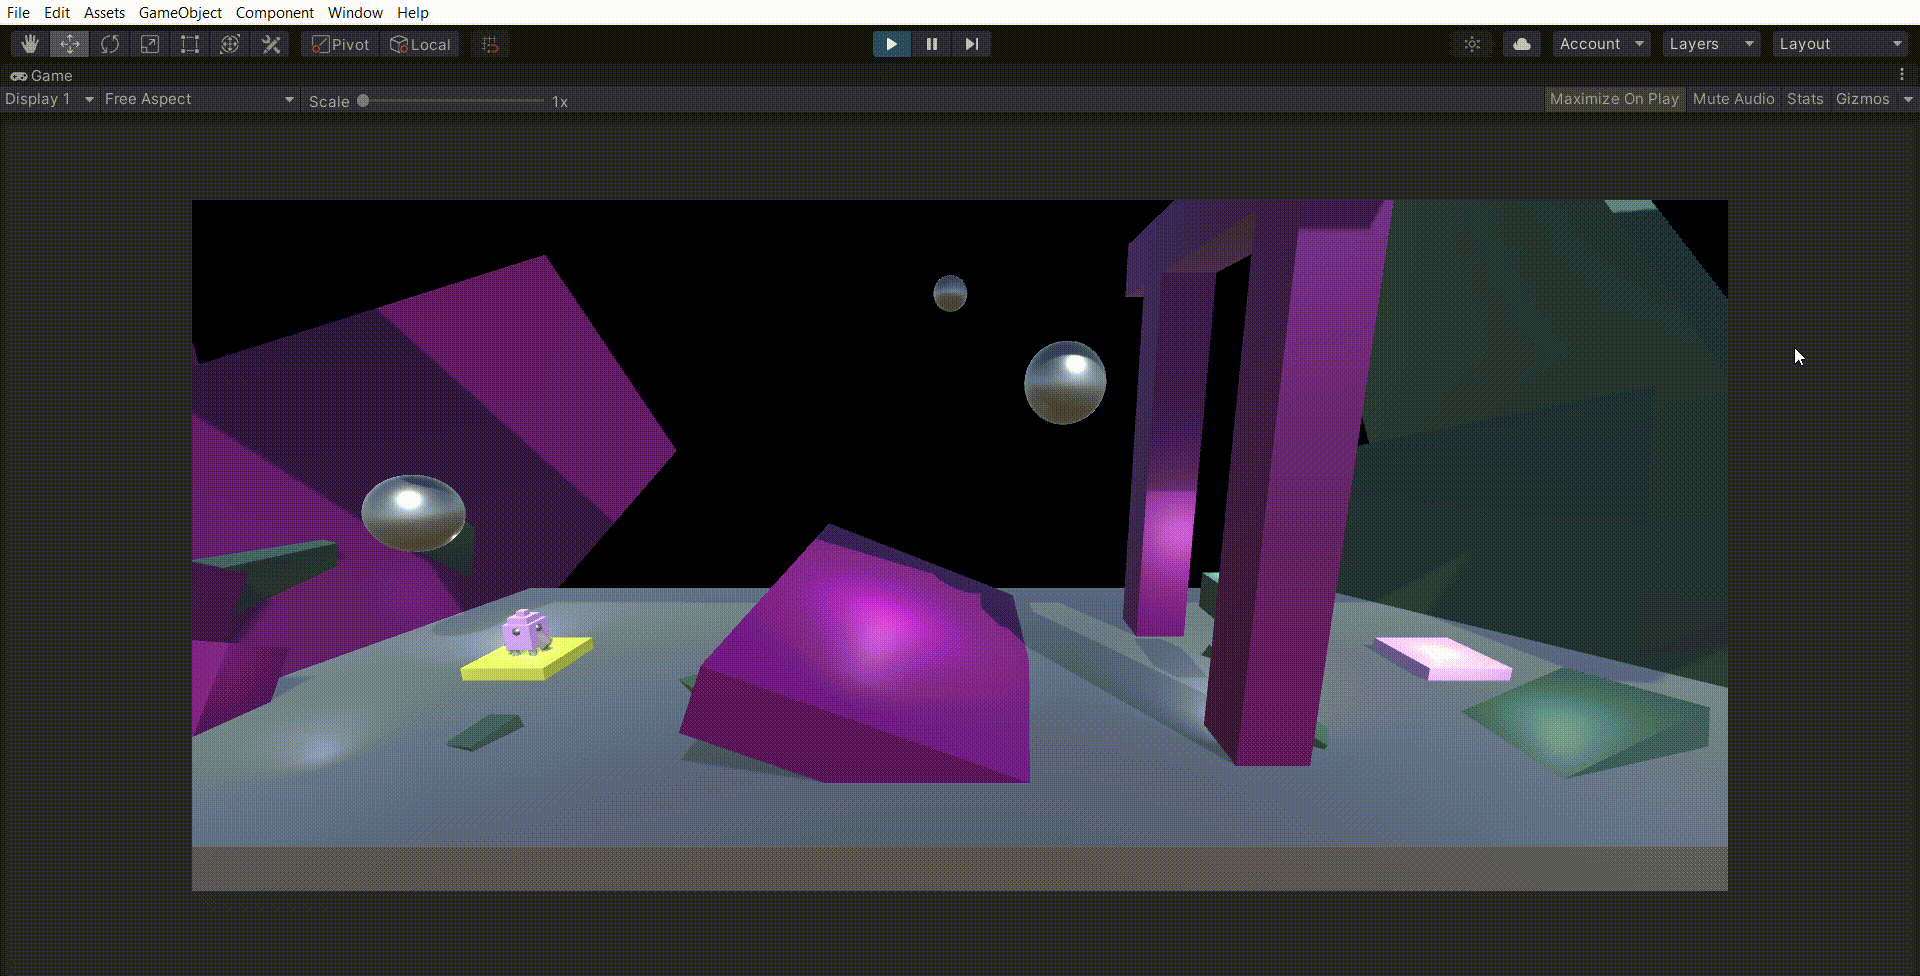 File Edit Assets GameObject Component Window Help
Pivot Local Account Layers Layout
Game
Display 1 Free Aspect Scale 1x Maximize On Play Mute Audio Stats Gizmos